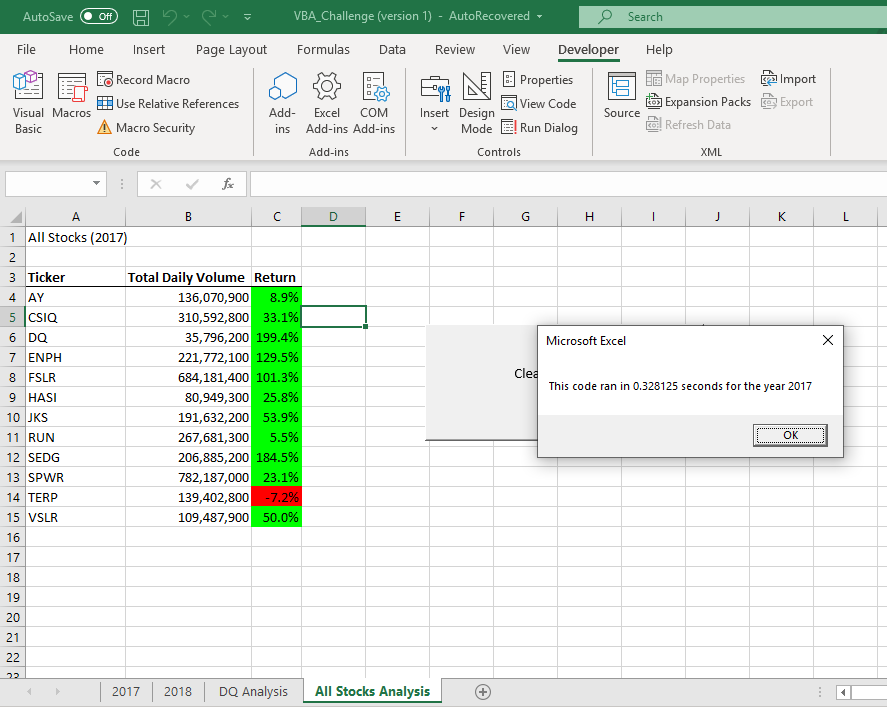 AutoSave Off VBA_Challenge (version 1) - AutoRecovered Search
File Home Insert Page Layout Formulas Data Review View Developer Help
Visual Basic
Macros
Record Macro
Use Relative References
Macro Security
Code
Add-ins
Excel Add-ins
COM Add-ins
Add-ins
Insert
Design Mode
Properties
View Code
Run Dialog
Controls
Source
Map Properties
Expansion Packs
Refresh Data
Import
Export
XML
fx
A B C D E F G H I J K L
1 All Stocks (2017)
2
3 Ticker Total Daily Volume Return
4 AY 136,070,900 8.9%
5 CSIQ 310,592,800 33.1%
6 DQ 35,796,200 199.4%
7 ENPH 221,772,100 129.5%
8 FSLR 684,181,400 101.3%
9 HASI 80,949,300 25.8%
10 JKS 191,632,200 53.9%
11 RUN 267,681,300 5.5%
12 SEDG 206,885,200 184.5%
13 SPWR 782,187,000 23.1%
14 TERP 139,402,800 -7.2%
15 VSLR 109,487,900 50.0%
16
17
18
19
20
21
22
23
Clea
Microsoft Excel
This code ran in 0.328125 seconds for the year 2017
OK
2017 2018 DQ Analysis All Stocks Analysis